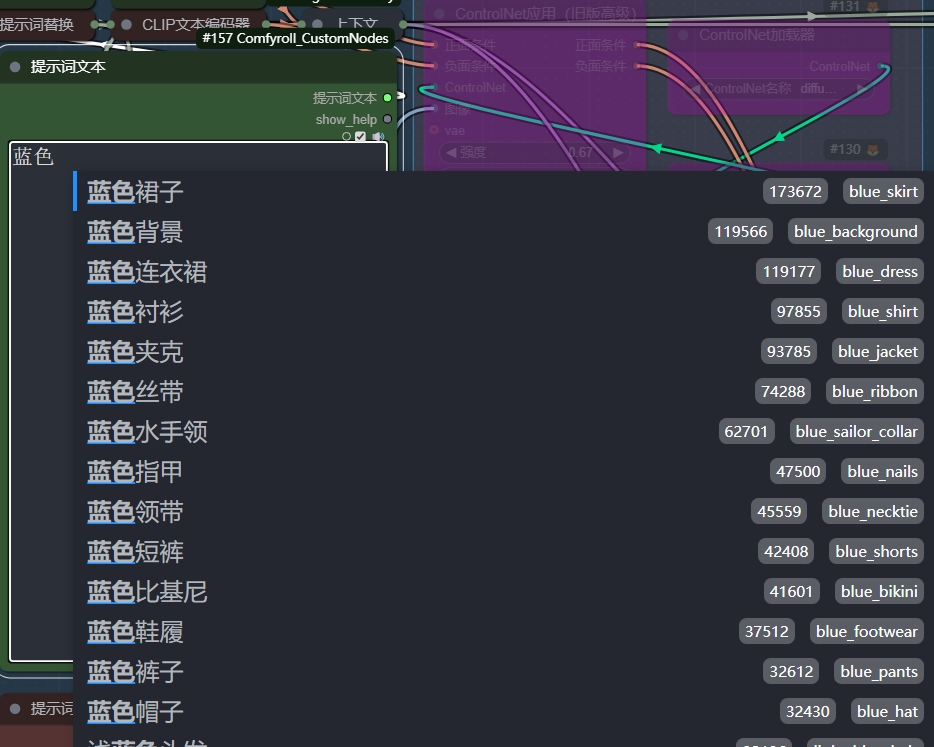 #131
提示词替换 CLIP文本编码器 上下文 ControlNet应用（旧版高级）
#157 Comfyroll_CustomNodes
ControlNet加载器
正面条件 正面条件
提示词文本
负面条件 负面条件 ControlNet
ControlNet ControlNet名称 diffu...
提示词文本
图像
show_help
vae
强度 0.67
#130
蓝色
蓝色裙子 173672 blue_skirt
蓝色背景 119566 blue_background
蓝色连衣裙 119177 blue_dress
蓝色衬衫 97855 blue_shirt
蓝色夹克 93785 blue_jacket
蓝色丝带 74288 blue_ribbon
蓝色水手领 62701 blue_sailor_collar
蓝色指甲 47500 blue_nails
蓝色领带 45559 blue_necktie
蓝色短裤 42408 blue_shorts
蓝色比基尼 41601 blue_bikini
蓝色鞋履 37512 blue_footwear
蓝色裤子 32612 blue_pants
蓝色帽子 32430 blue_hat
提示词
浅蓝色头发